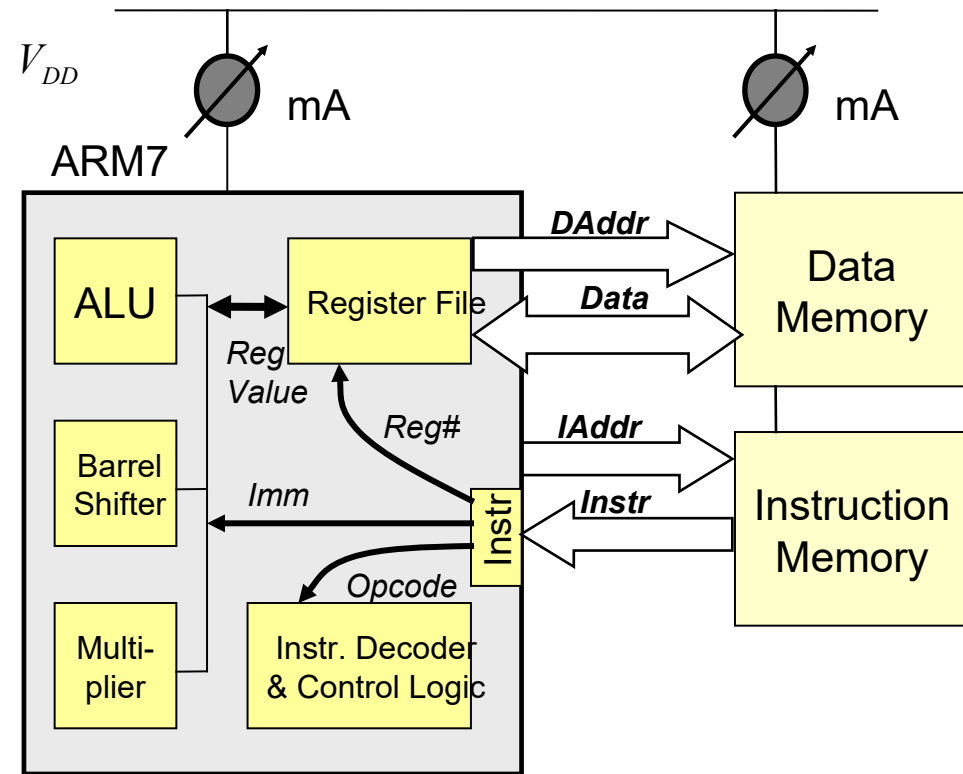 V_DD
mA
mA
ARM7
ALU
Register File
DAddr
Data
Data
Memory
Reg
Value
Reg#
IAddr
Barrel
Shifter
Imm
Instr
Instr
Instruction
Memory
Opcode
Multi-
plier
Instr. Decoder
& Control Logic